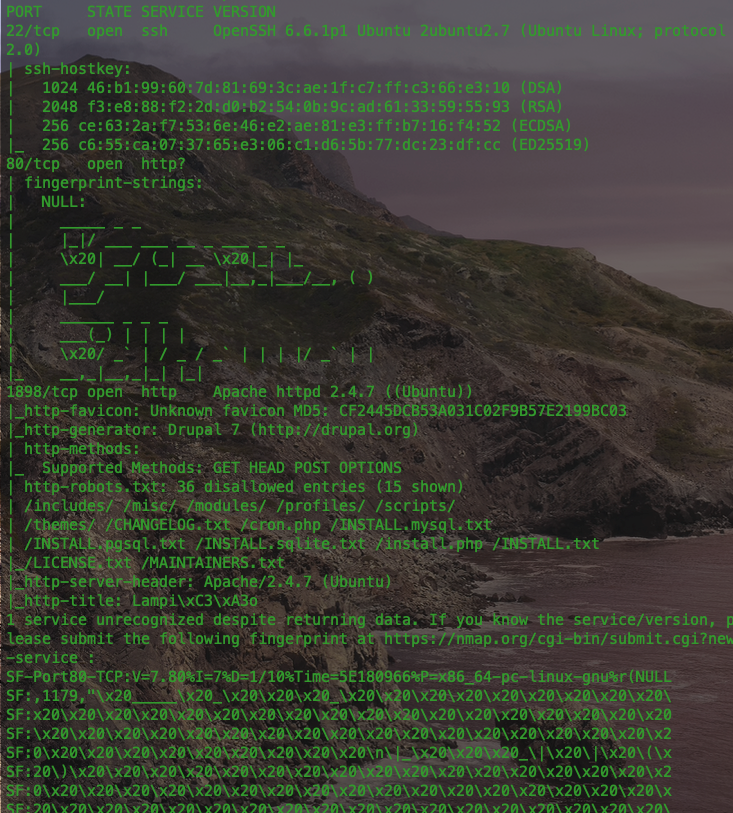 PORT     STATE SERVICE VERSION
22/tcp   open  ssh     OpenSSH 6.6.1p1 Ubuntu 2ubuntu2.7 (Ubuntu Linux; protocol
2.0)
| ssh-hostkey:
|   1024 46:b1:99:60:7d:81:69:3c:ae:1f:c7:ff:c3:66:e3:10 (DSA)
|   2048 f3:e8:88:f2:2d:d0:b2:54:0b:9c:ad:61:33:59:55:93 (RSA)
|   256 ce:63:2a:f7:53:6e:46:e2:ae:81:e3:ff:b7:16:f4:52 (ECDSA)
|_  256 c6:55:ca:07:37:65:e3:06:c1:d6:5b:77:dc:23:df:cc (ED25519)
80/tcp   open  http?
| fingerprint-strings:
|   NULL:
|     _____ _ _
|     |_|/ ___ ___ __ _ ___ _ _
|     \x20| __/ (_| __ \x20|_| |_
|     ___/ __| |___/ ___|__,_|___/__, ( )
|     |___/
|     ______ _ _ _
|     ___(_) | | | |
|     \x20/ _` | / _ / _` | | | |/ _` | |
|_    __,_|__,_|_| |_|
1898/tcp open  http    Apache httpd 2.4.7 ((Ubuntu))
|_http-favicon: Unknown favicon MD5: CF2445DCB53A031C02F9B57E2199BC03
|_http-generator: Drupal 7 (http://drupal.org)
| http-methods:
|_  Supported Methods: GET HEAD POST OPTIONS
| http-robots.txt: 36 disallowed entries (15 shown)
| /includes/ /misc/ /modules/ /profiles/ /scripts/
| /themes/ /CHANGELOG.txt /cron.php /INSTALL.mysql.txt
| /INSTALL.pgsql.txt /INSTALL.sqlite.txt /install.php /INSTALL.txt
|_/LICENSE.txt /MAINTAINERS.txt
|_http-server-header: Apache/2.4.7 (Ubuntu)
|_http-title: Lampi\xC3\xA3o
1 service unrecognized despite returning data. If you know the service/version, p
lease submit the following fingerprint at https://nmap.org/cgi-bin/submit.cgi?new
-service :
SF-Port80-TCP:V=7.80%I=7%D=1/10%Time=5E180966%P=x86_64-pc-linux-gnu%r(NULL
SF:,1179,"\x20_____\x20_\x20\x20\x20_\x20\x20\x20\x20\x20\x20\x20\x20\x20\
SF:x20\x20\x20\x20\x20\x20\x20\x20\x20\x20\x20\x20\x20\x20\x20\x20\x20\x20
SF:\x20\x20\x20\x20\x20\x20\x20\x20\x20\x20\x20\x20\x20\x20\x20\x20\x20\x2
SF:0\x20\x20\x20\x20\x20\x20\x20\x20\x20\n\|_\x20\x20\x20_\|\x20\|\x20\(\x
SF:20\)\x20\x20\x20\x20\x20\x20\x20\x20\x20\x20\x20\x20\x20\x20\x20\x20\x2
SF:0\x20\x20\x20\x20\x20\x20\x20\x20\x20\x20\x20\x20\x20\x20\x20\x20\x20\x
SF:20\x20\x20\x20\x20\x20\x20\x20\x20\x20\x20\x20\x20\x20\x20\x20\x20\x20\